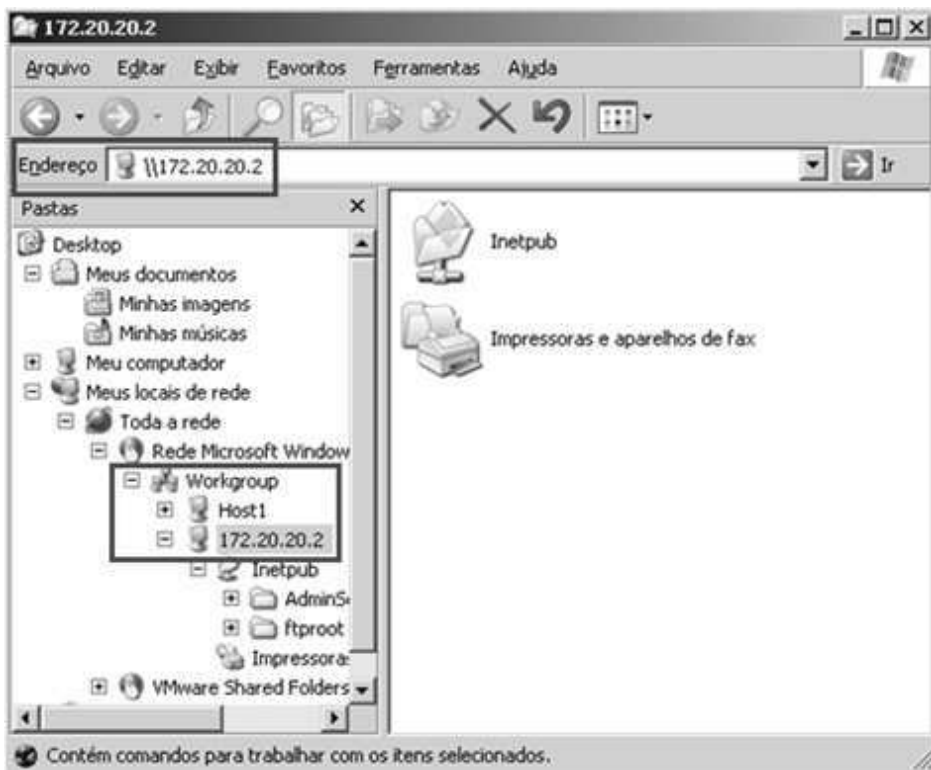 172.20.20.2
Arquivo Editar Exibir Favoritos Ferramentas Ajuda
Endereço \\172.20.20.2 Ir
Pastas
Desktop
Meus documentos
Minhas imagens
Minhas músicas
Meu computador
Meus locais de rede
Toda a rede
Rede Microsoft Window
Workgroup
Host1
172.20.20.2
Inetpub
AdminS
ftproot
Impressora
VMware Shared Folders
Inetpub
Impressoras e aparelhos de fax
Contém comandos para trabalhar com os itens selecionados.